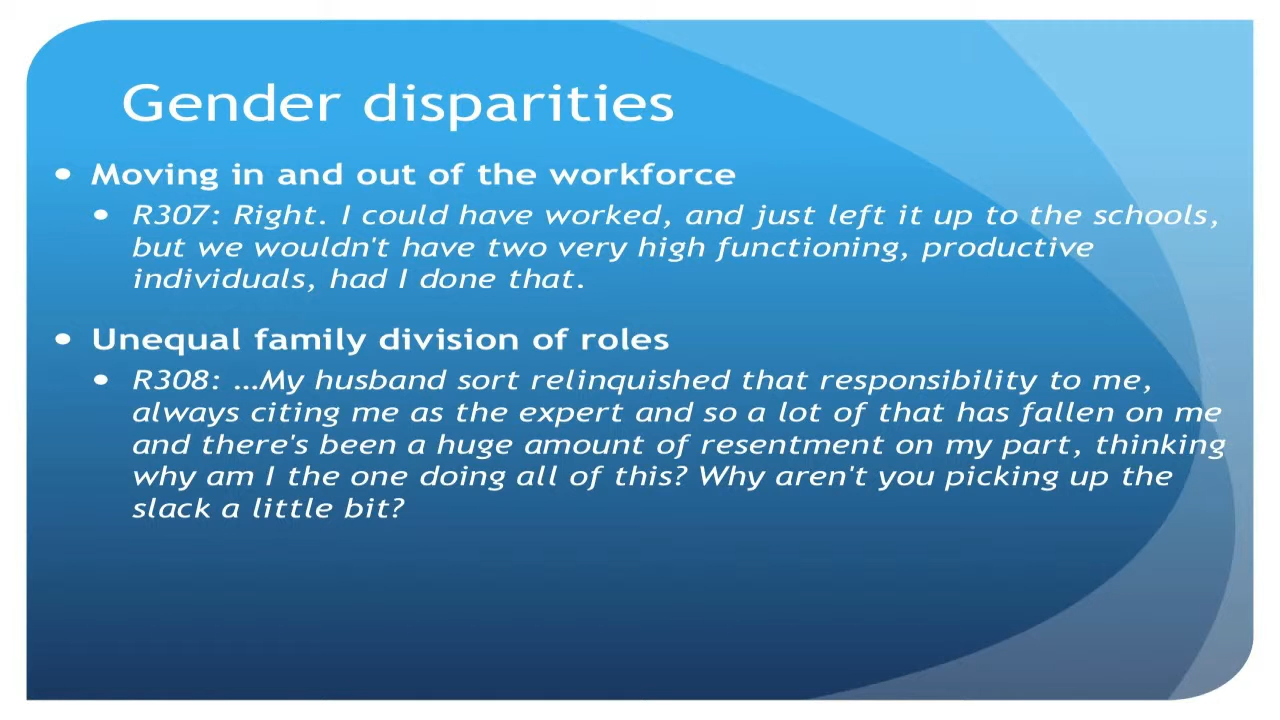 Gender disparities
• Moving in and out of the workforce
• R307: Right. I could have worked, and just left it up to the schools,
but we wouldn't have two very high functioning, productive
individuals, had I done that.
• Unequal family division of roles
• R308: …My husband sort relinquished that responsibility to me,
always citing me as the expert and so a lot of that has fallen on me
and there's been a huge amount of resentment on my part, thinking
why am I the one doing all of this? Why aren't you picking up the
slack a little bit?